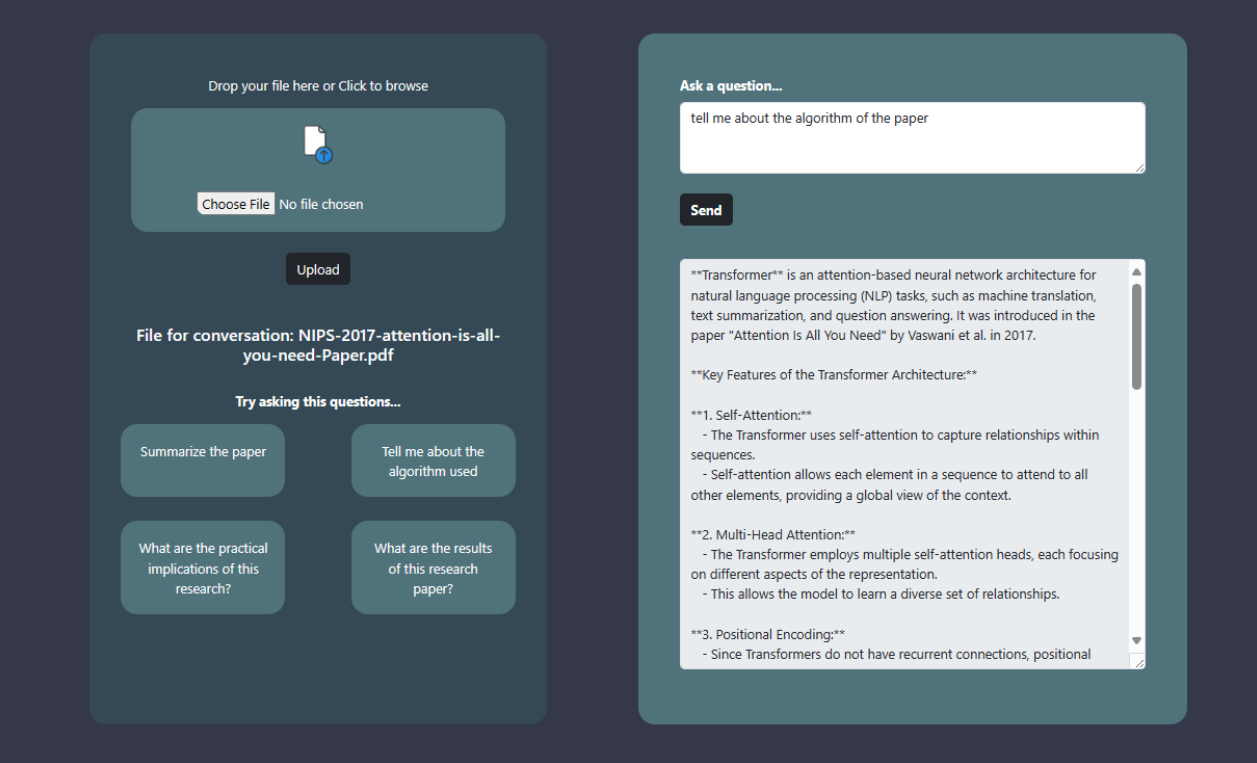 Drop your file here or Click to browse
Choose File No file chosen
Upload
File for conversation: NIPS-2017-attention-is-all-
you-need-Paper.pdf
Try asking this questions...
Summarize the paper
Tell me about the
algorithm used
What are the practical
implications of this
research?
What are the results
of this research
paper?
Ask a question...
tell me about the algorithm of the paper
Send
**Transformer** is an attention-based neural network architecture for
natural language processing (NLP) tasks, such as machine translation,
text summarization, and question answering. It was introduced in the
paper "Attention Is All You Need" by Vaswani et al. in 2017.
**Key Features of the Transformer Architecture:**
**1. Self-Attention:**
- The Transformer uses self-attention to capture relationships within
sequences.
- Self-attention allows each element in a sequence to attend to all
other elements, providing a global view of the context.
**2. Multi-Head Attention:**
- The Transformer employs multiple self-attention heads, each focusing
on different aspects of the representation.
- This allows the model to learn a diverse set of relationships.
**3. Positional Encoding:**
- Since Transformers do not have recurrent connections, positional